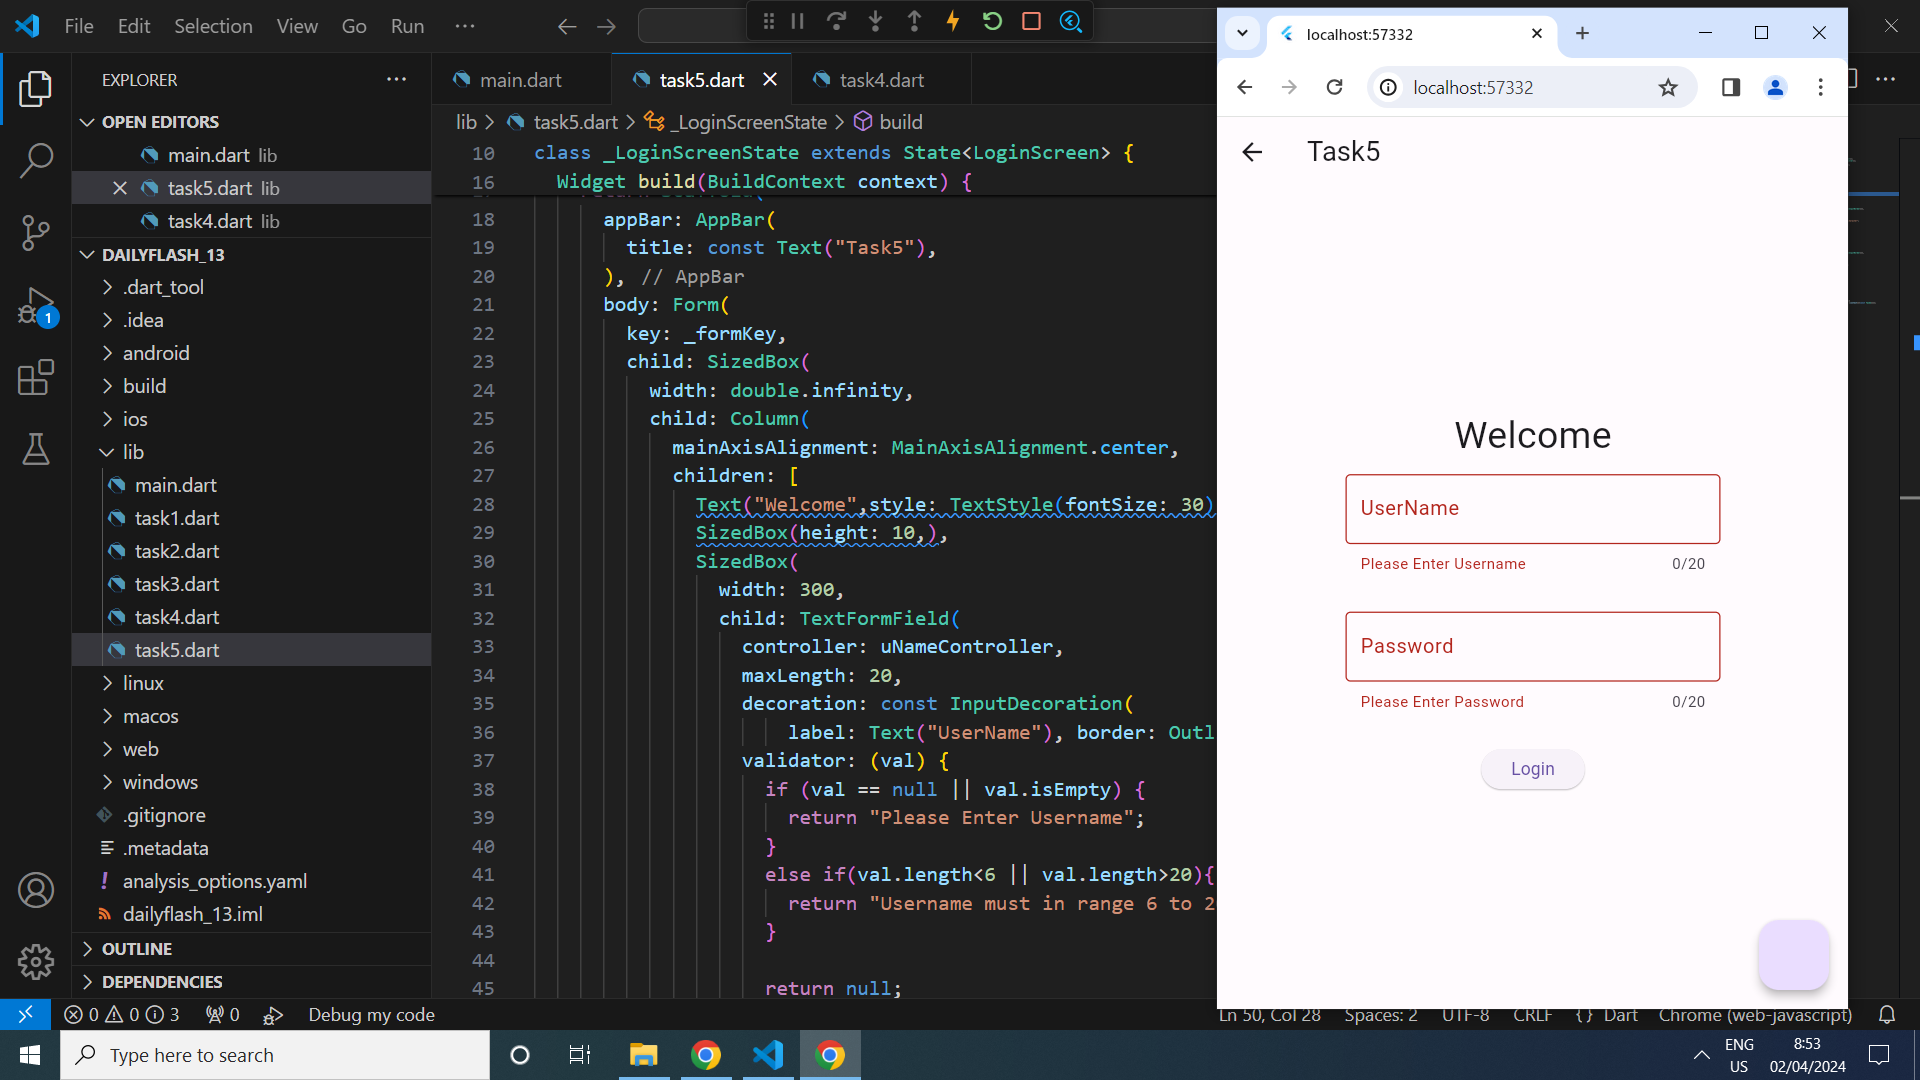 File Edit Selection View Go Run ···
EXPLORER
OPEN EDITORS
main.dart lib
task5.dart lib
task4.dart lib
DAILYFLASH_13
.dart_tool
.idea
android
build
ios
lib
main.dart
task1.dart
task2.dart
task3.dart
task4.dart
task5.dart
linux
macos
web
windows
.gitignore
.metadata
analysis_options.yaml
dailyflash_13.iml
OUTLINE
DEPENDENCIES
1
main.dart task5.dart task4.dart
lib > task5.dart > _LoginScreenState > build
10 class _LoginScreenState extends State<LoginScreen> {
16 Widget build(BuildContext context) {
18 appBar: AppBar(
19 title: const Text("Task5"),
20 ), // AppBar
21 body: Form(
22 key: _formKey,
23 child: SizedBox(
24 width: double.infinity,
25 child: Column(
26 mainAxisAlignment: MainAxisAlignment.center,
27 children: [
28 Text("Welcome",style: TextStyle(fontSize: 30)
29 SizedBox(height: 10,),
30 SizedBox(
31 width: 300,
32 child: TextFormField(
33 controller: uNameController,
34 maxLength: 20,
35 decoration: const InputDecoration(
36 label: Text("UserName"), border: Outl
37 validator: (val) {
38 if (val == null || val.isEmpty) {
39 return "Please Enter Username";
40 }
41 else if(val.length<6 || val.length>20){
42 return "Username must in range 6 to 2
43 }
44
45 return null;
localhost:57332
localhost:57332
Task5
Welcome
UserName
Please Enter Username 0/20
Password
Please Enter Password 0/20
Login
0 0 3 0 Debug my code
Ln 50, Col 28 Spaces: 2 UTF-8 CRLF {} Dart Chrome (web-javascript)
Type here to search
ENG
US
8:53
02/04/2024